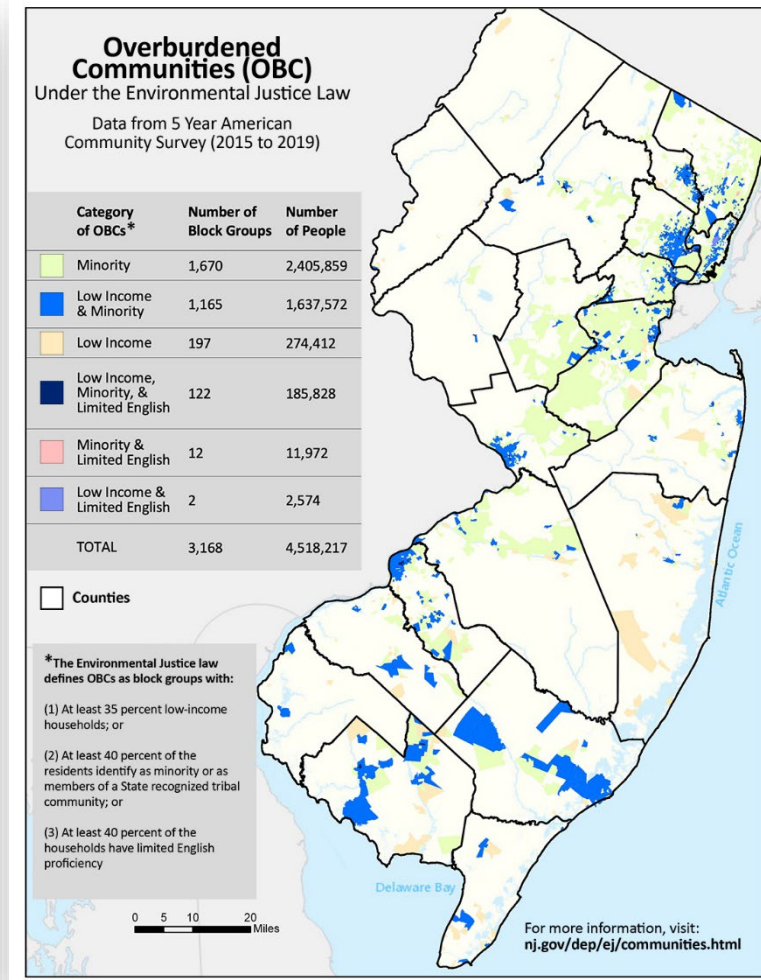 Overburdened
Communities (OBC)
Under the Environmental Justice Law
Data from 5 Year American
Community Survey (2015 to 2019)
Category of OBCs* Number of Block Groups Number of People
Minority 1,670 2,405,859
Low Income & Minority 1,165 1,637,572
Low Income 197 274,412
Low Income, Minority, & Limited English 122 185,828
Minority & Limited English 12 11,972
Low Income & Limited English 2 2,574
TOTAL 3,168 4,518,217
Counties
*The Environmental Justice law
defines OBCs as block groups with:
(1) At least 35 percent low-income
households; or
(2) At least 40 percent of the
residents identify as minority or as
members of a State recognized tribal
community; or
(3) At least 40 percent of the
households have limited English
proficiency
Atlantic Ocean
Delaware Bay
0 5 10 20
Miles
For more information, visit:
nj.gov/dep/ej/communities.html